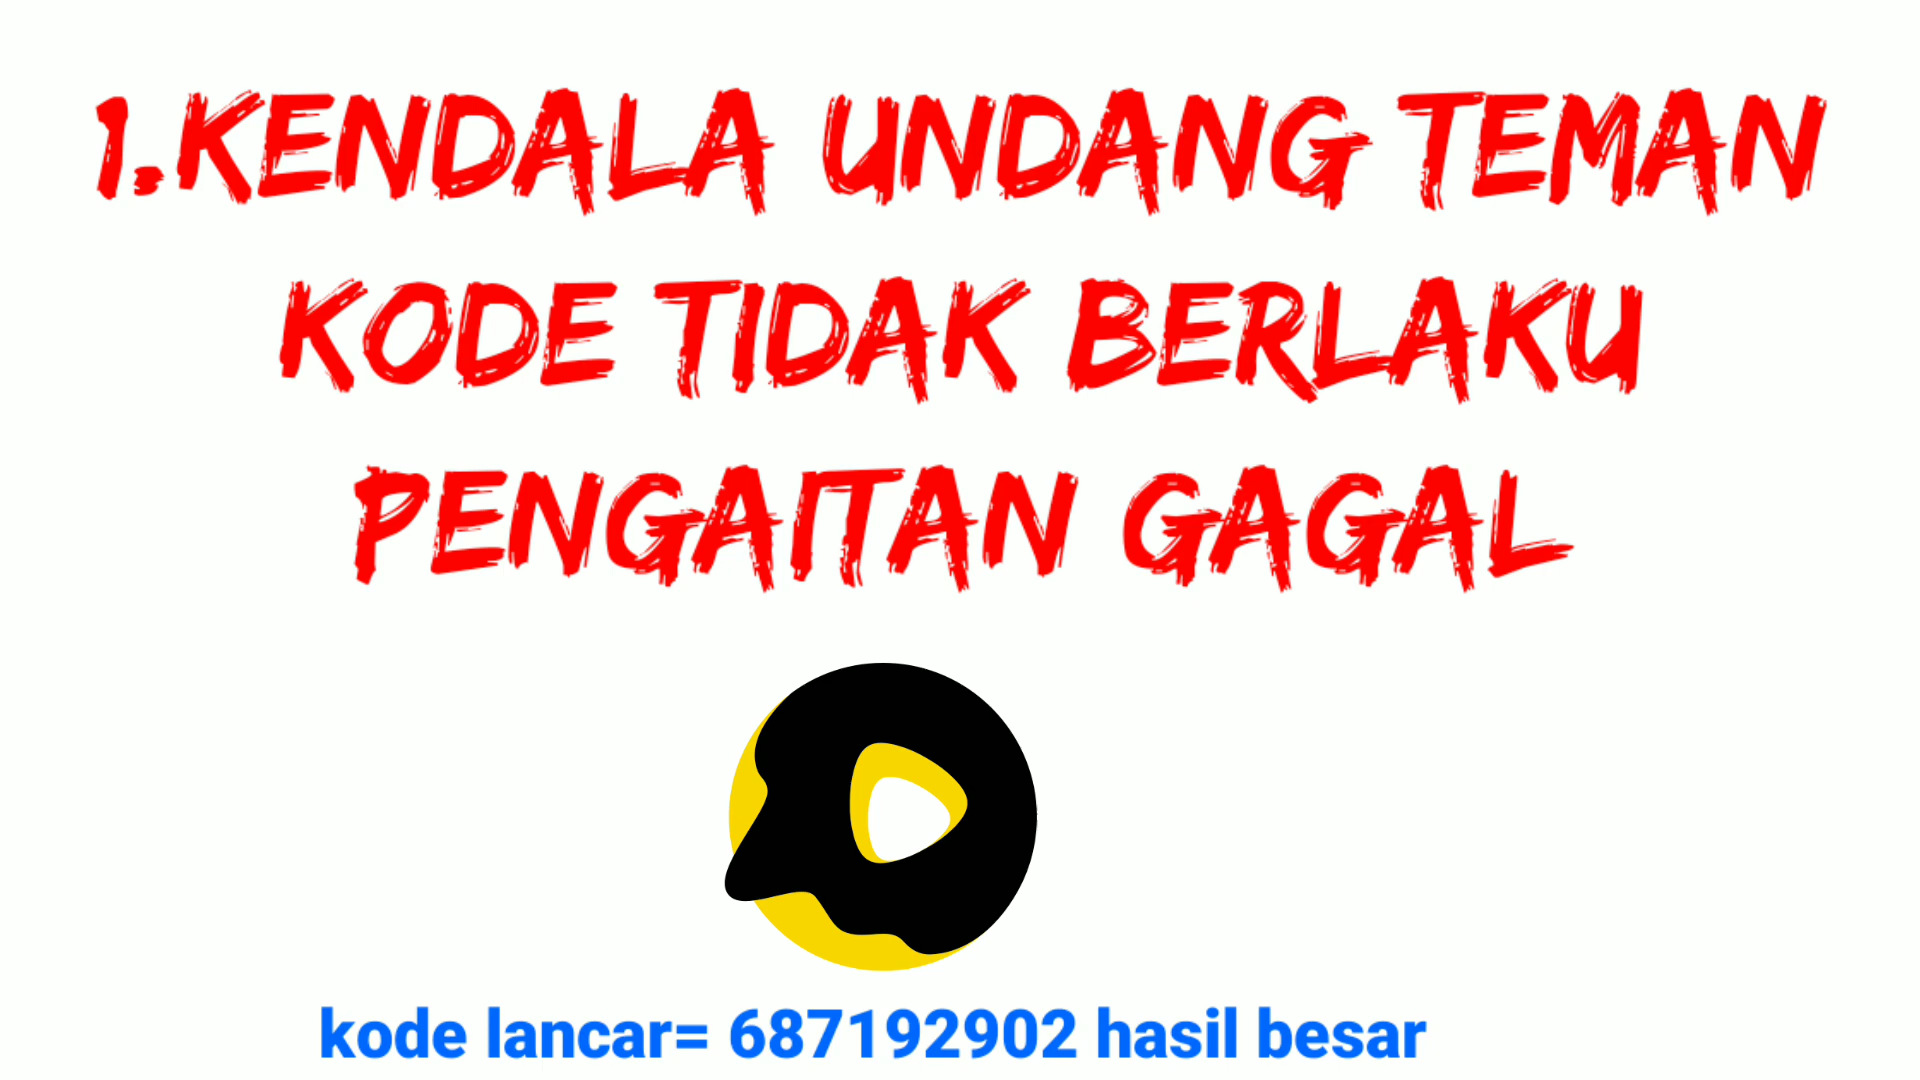 1.KENDALA UNDANG TEMAN
KODE TIDAK BERLAKU
PENGAITAN GAGAL
kode lancar= 687192902 hasil besar